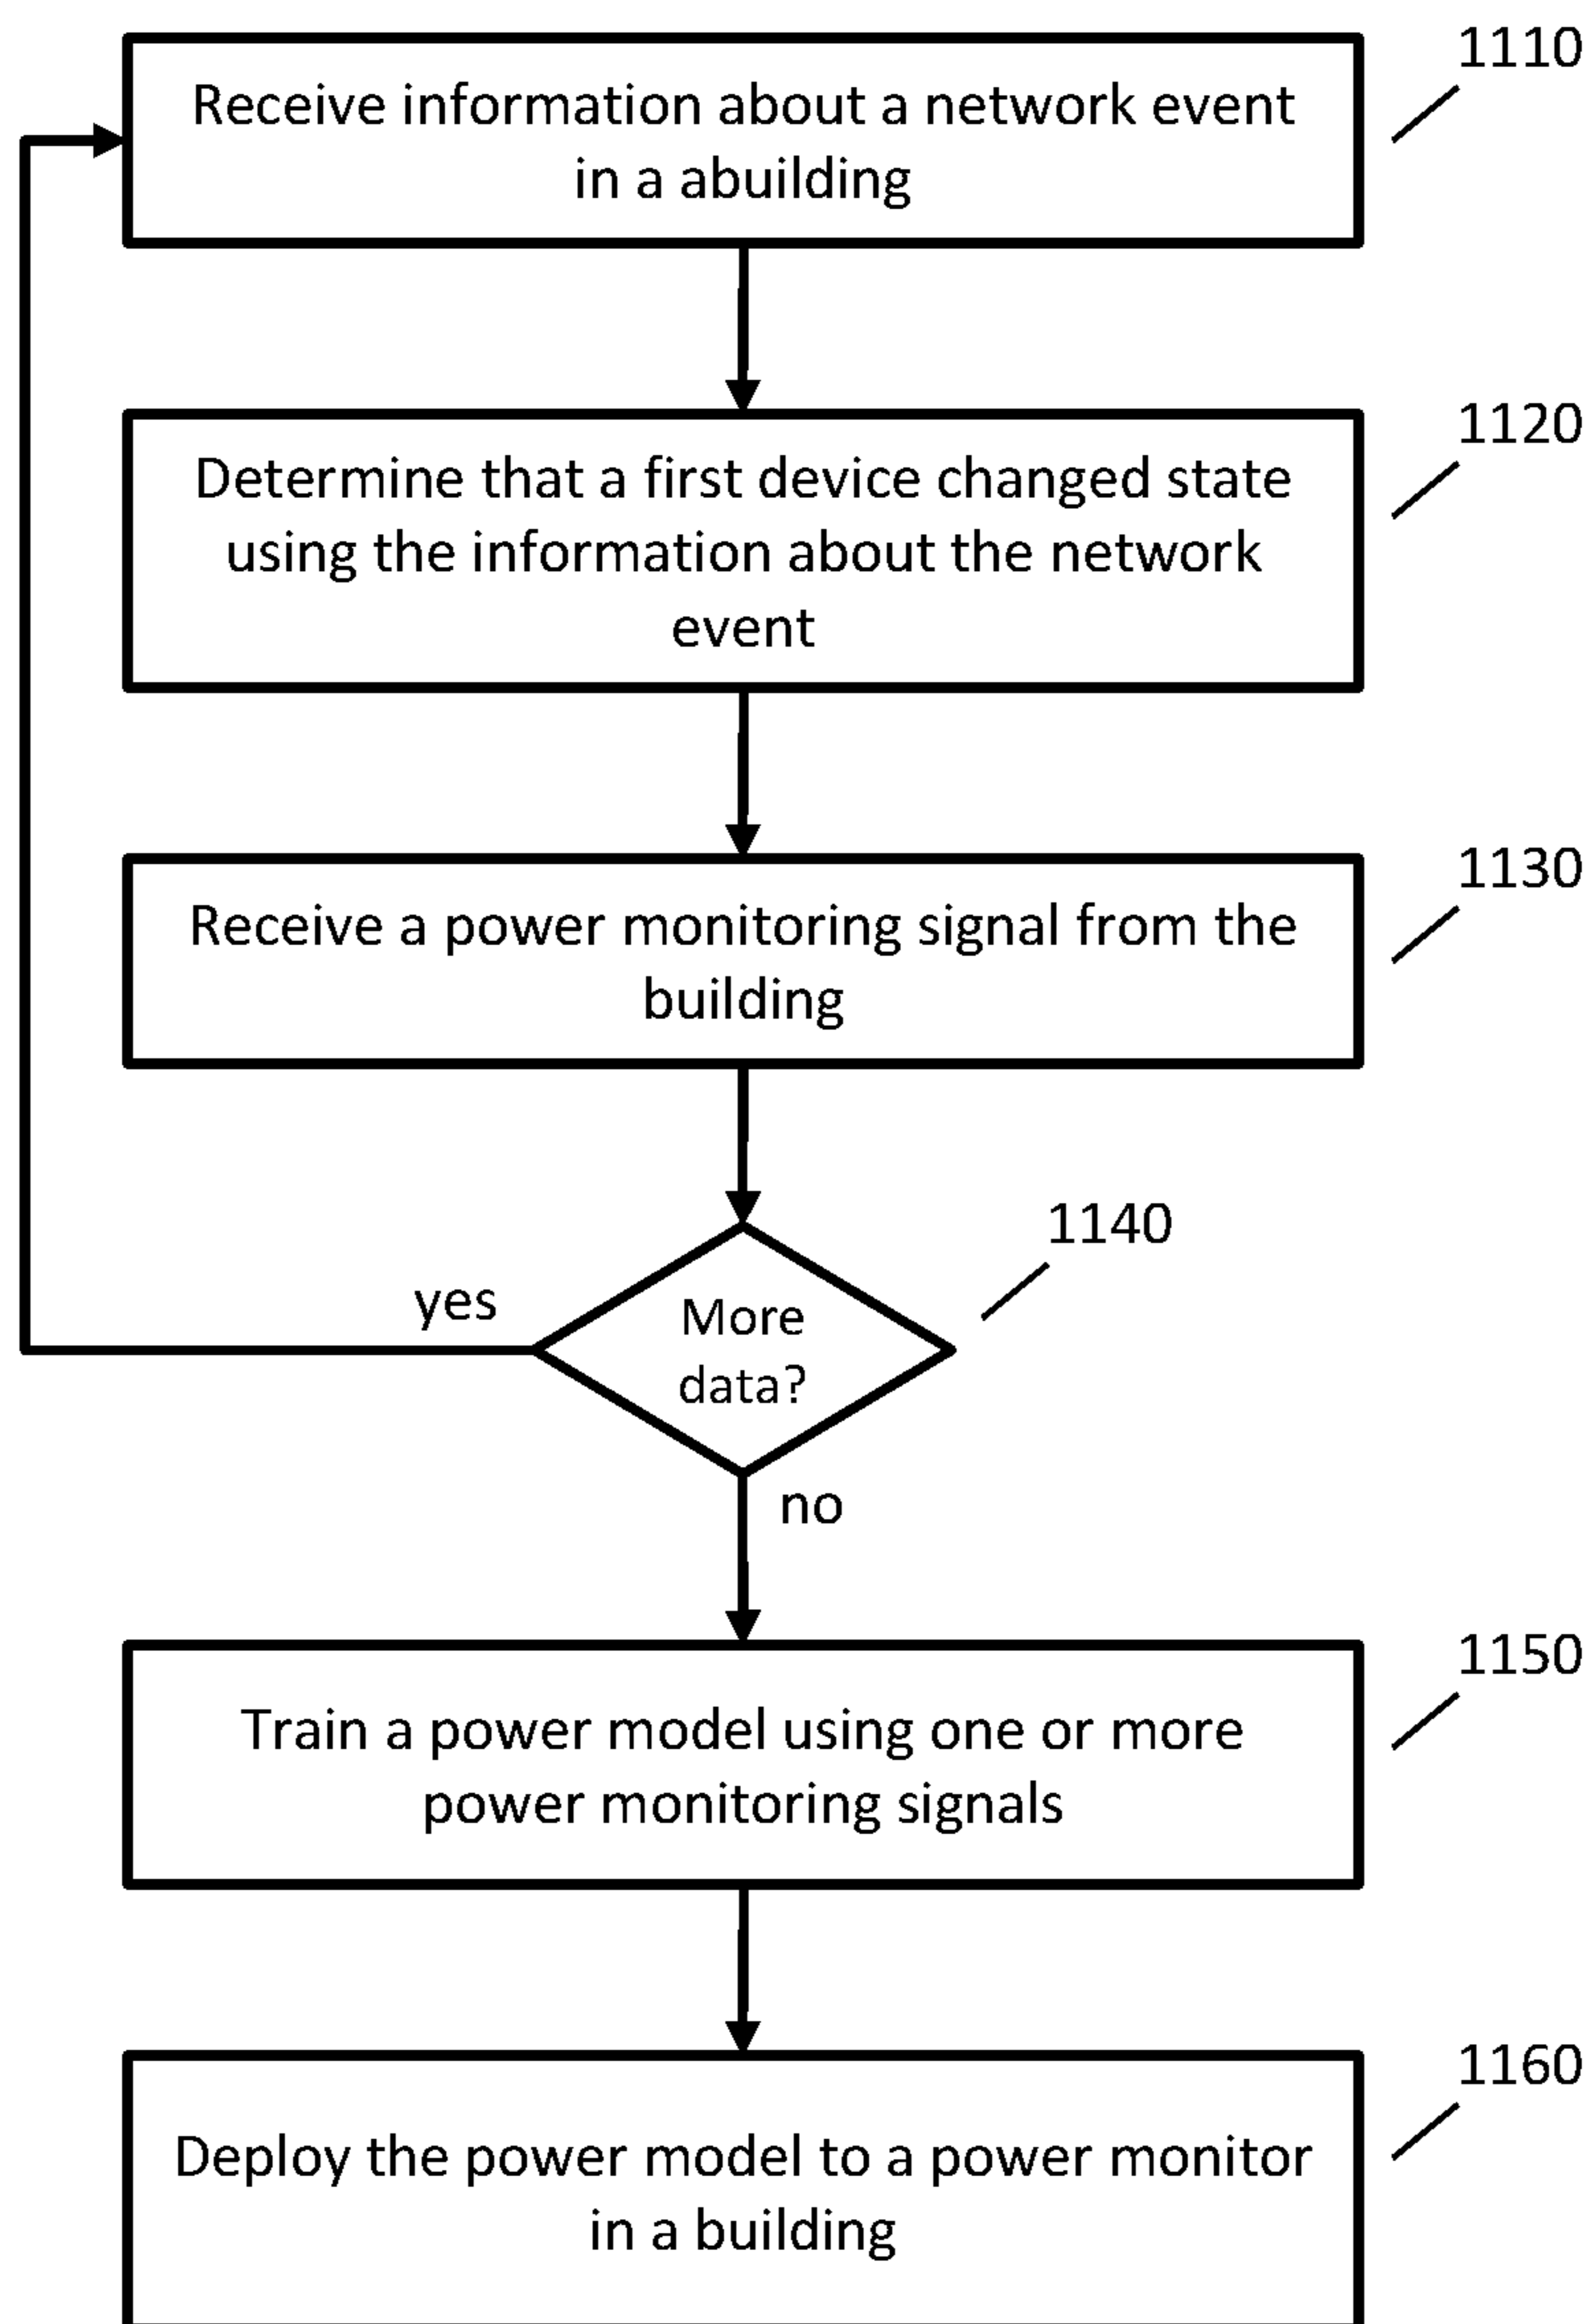 1110
Receive information about a network event
in a abuilding
1120
Determine that a first device changed state
using the information about the network
event
1130
Receive a power monitoring signal from the
building
1140
yes
More
data?
no
1150
Train a power model using one or more
power monitoring signals
1160
Deploy the power model to a power monitor
in a building